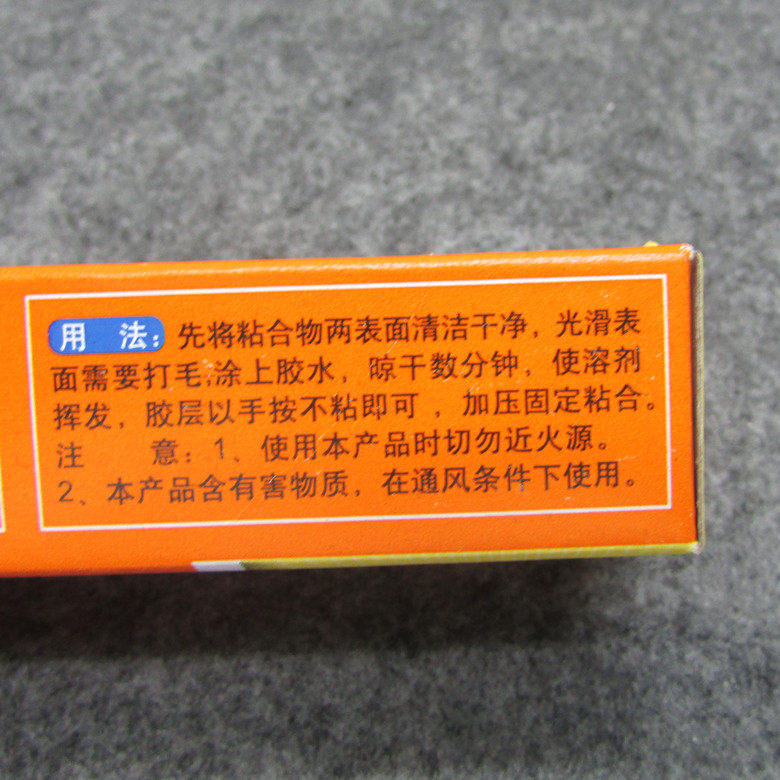 用 法：先将粘合物两表面清洁干净，光滑表
面需要打毛,涂上胶水，晾干数分钟，使溶剂
挥发，胶层以手按不粘即可，加压固定粘合。
注 意：1、使用本产品时切勿近火源。
2、本产品含有害物质，在通风条件下使用。